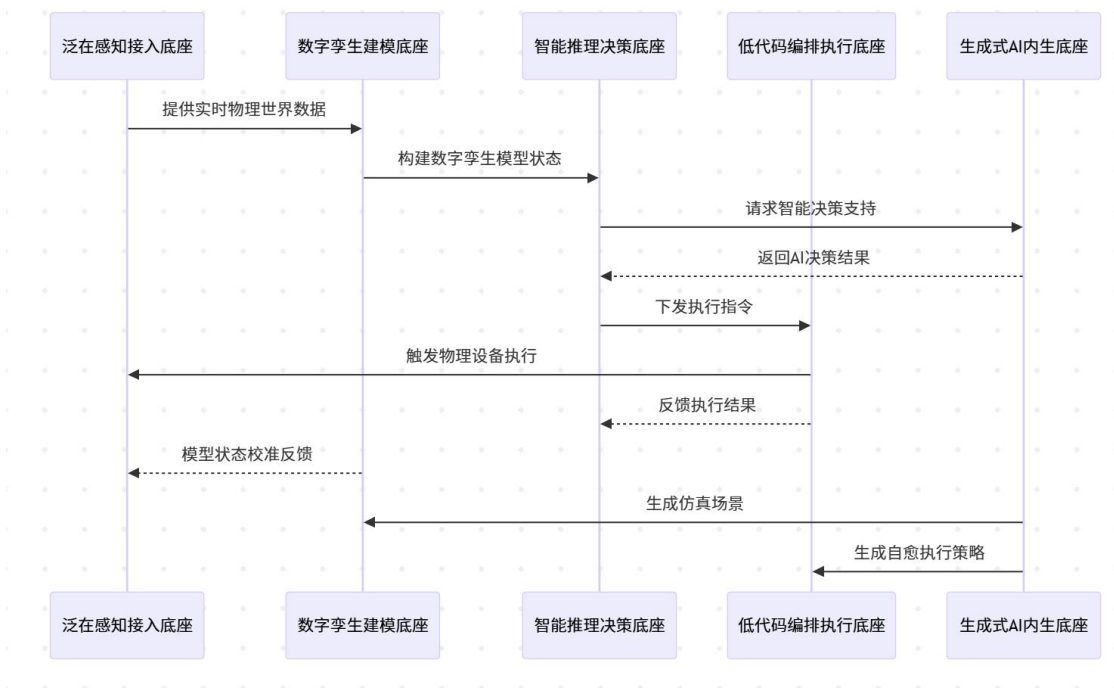 泛在感知接入底座
数字孪生建模底座
智能推理决策底座
低代码编排执行底座
生成式AI内生底座
提供实时物理世界数据
构建数字孪生模型状态
请求智能决策支持
返回AI决策结果
下发执行指令
触发物理设备执行
反馈执行结果
模型状态校准反馈
生成仿真场景
生成自愈执行策略
泛在感知接入底座
数字孪生建模底座
智能推理决策底座
低代码编排执行底座
生成式AI内生底座